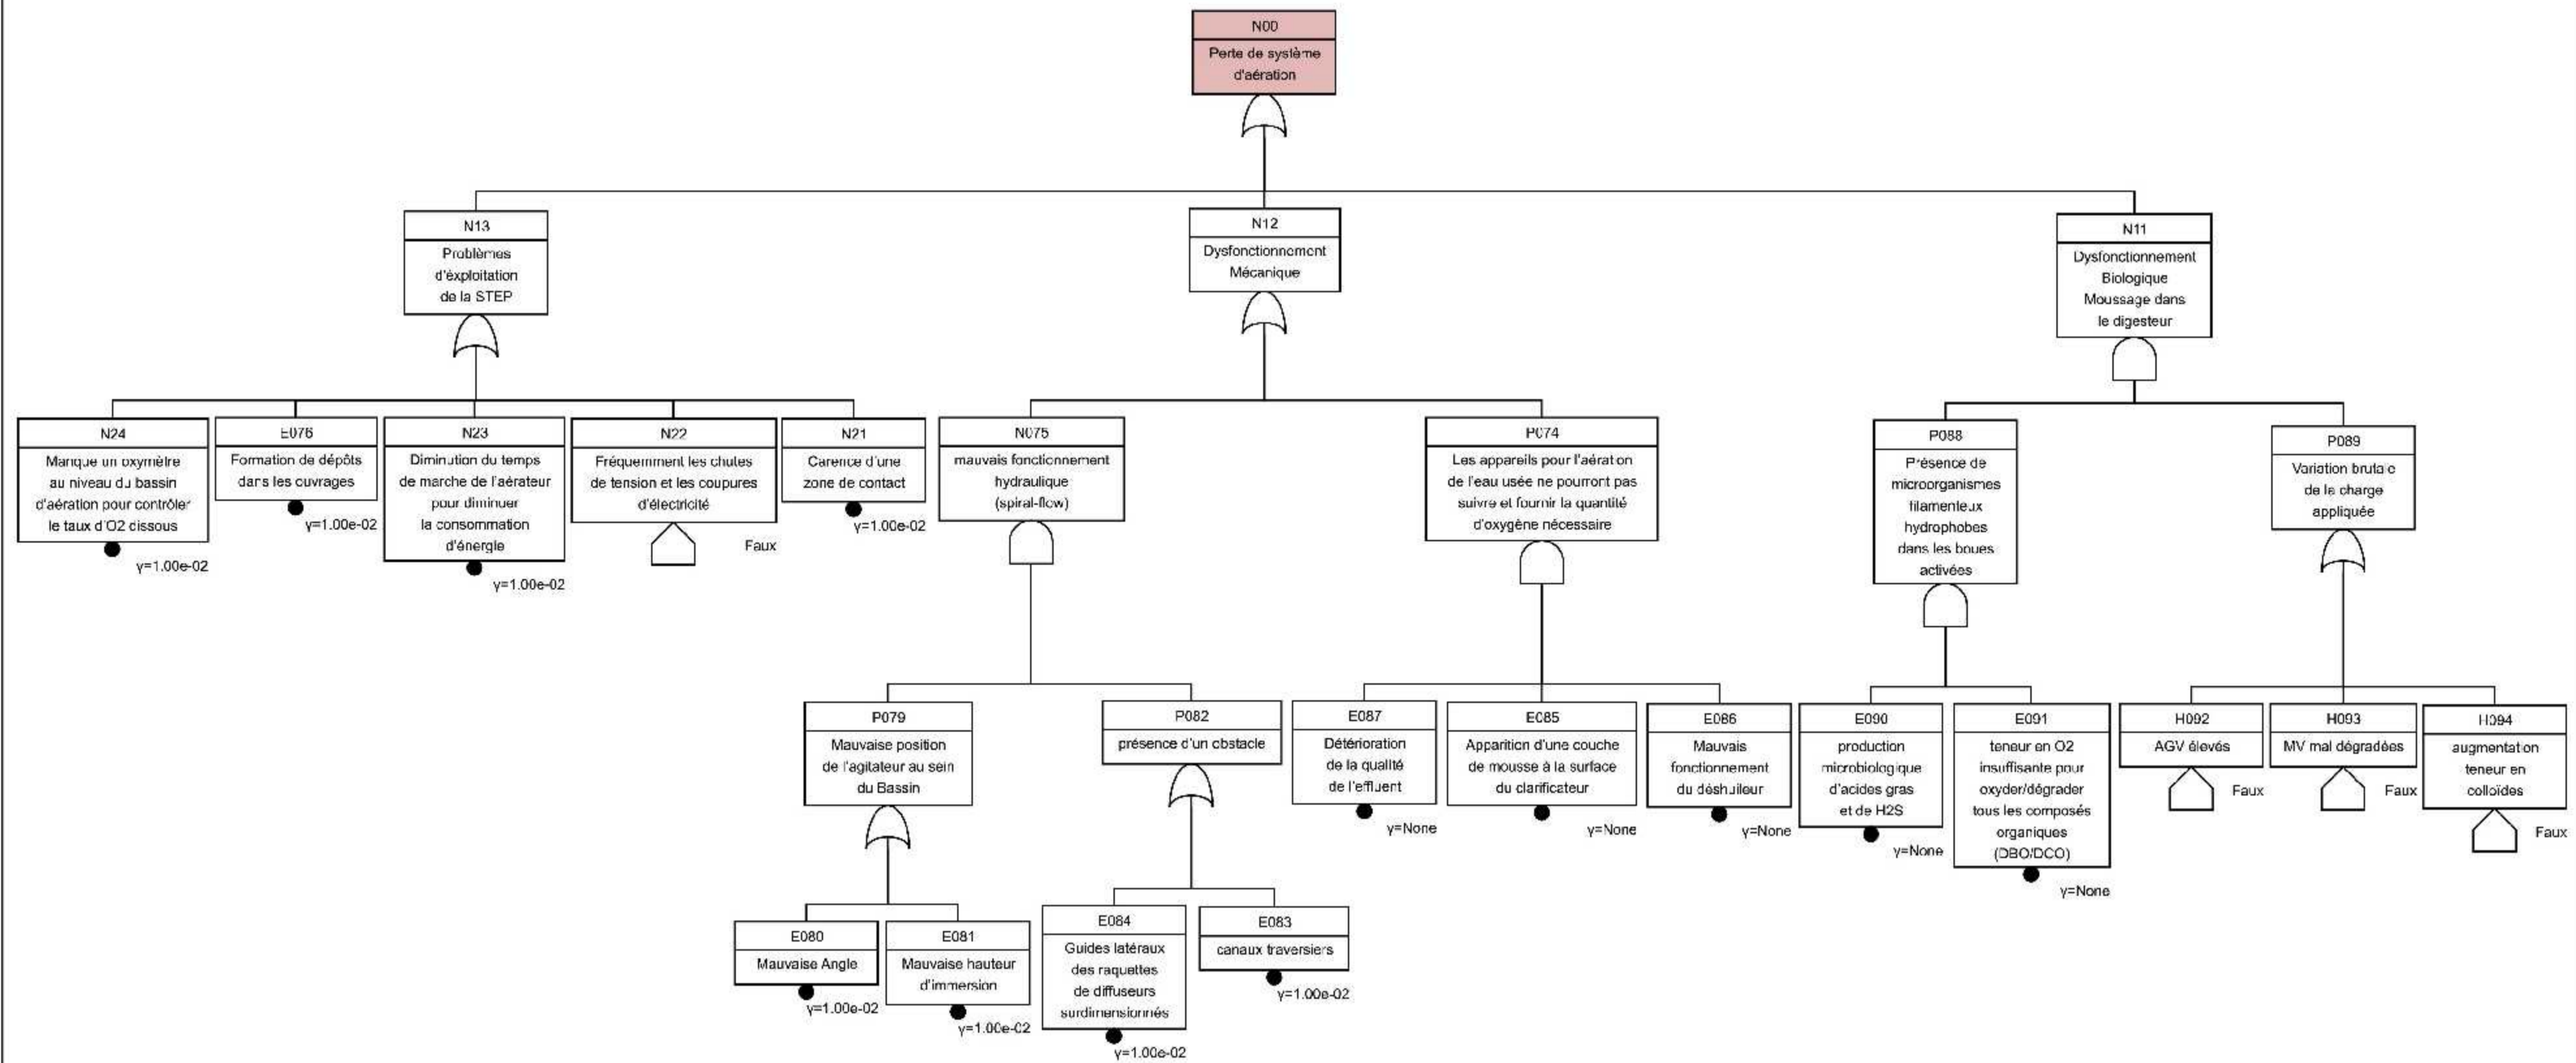 N00
Perte de système
d'aération
N13
Problèmes
d'éxploitation
de la STEP
N12
Dysfonctionnement
Mécanique
N11
Dysfonctionnement
Biologique
Moussage dans
le digesteur
N24
Manque un oxymètre
au niveau du bassin
d'aération pour contrôler
le taux d'O2 dissous
γ=1.00e-02
E076
Formation de dépôts
dans les ouvrages
γ=1.00e-02
N23
Diminution du temps
de marche de l'aérateur
pour diminuer
la consommation
d'énergie
γ=1.00e-02
N22
Fréquemment les chutes
de tension et les coupures
d'électricité
Faux
N21
Carence d'une
zone de contact
γ=1.00e-02
N075
mauvais fonctionnement
hydraulique
(spiral-flow)
P074
Les appareils pour l'aération
de l'eau usée ne pourront pas
suivre et fournir la quantité
d'oxygène nécessaire
P088
Présence de
microorganismes
filamenteux
hydrophobes
dans les boues
activées
P089
Variation brutale
de la charge
appliquée
P079
Mauvaise position
de l'agitateur au sein
du Bassin
P082
présence d'un obstacle
E087
Détérioration
de la qualité
de l'effluent
γ=None
E085
Apparition d'une couche
de mousse à la surface
du clarificateur
γ=None
E086
Mauvais
fonctionnement
du déshuileur
γ=None
E090
production
microbiologique
d'acides gras
et de H2S
γ=None
E091
teneur en O2
insuffisante pour
oxyder/dégrader
tous les composés
organiques
(DBO/DCO)
γ=None
H092
AGV élevés
Faux
H093
MV mal dégradées
Faux
H094
augmentation
teneur en
colloïdes
Faux
E080
Mauvaise Angle
γ=1.00e-02
E081
Mauvaise hauteur
d'immersion
γ=1.00e-02
E084
Guides latéraux
des raquettes
de diffuseurs
surdimensionnés
γ=1.00e-02
E083
canaux traversiers
γ=1.00e-02